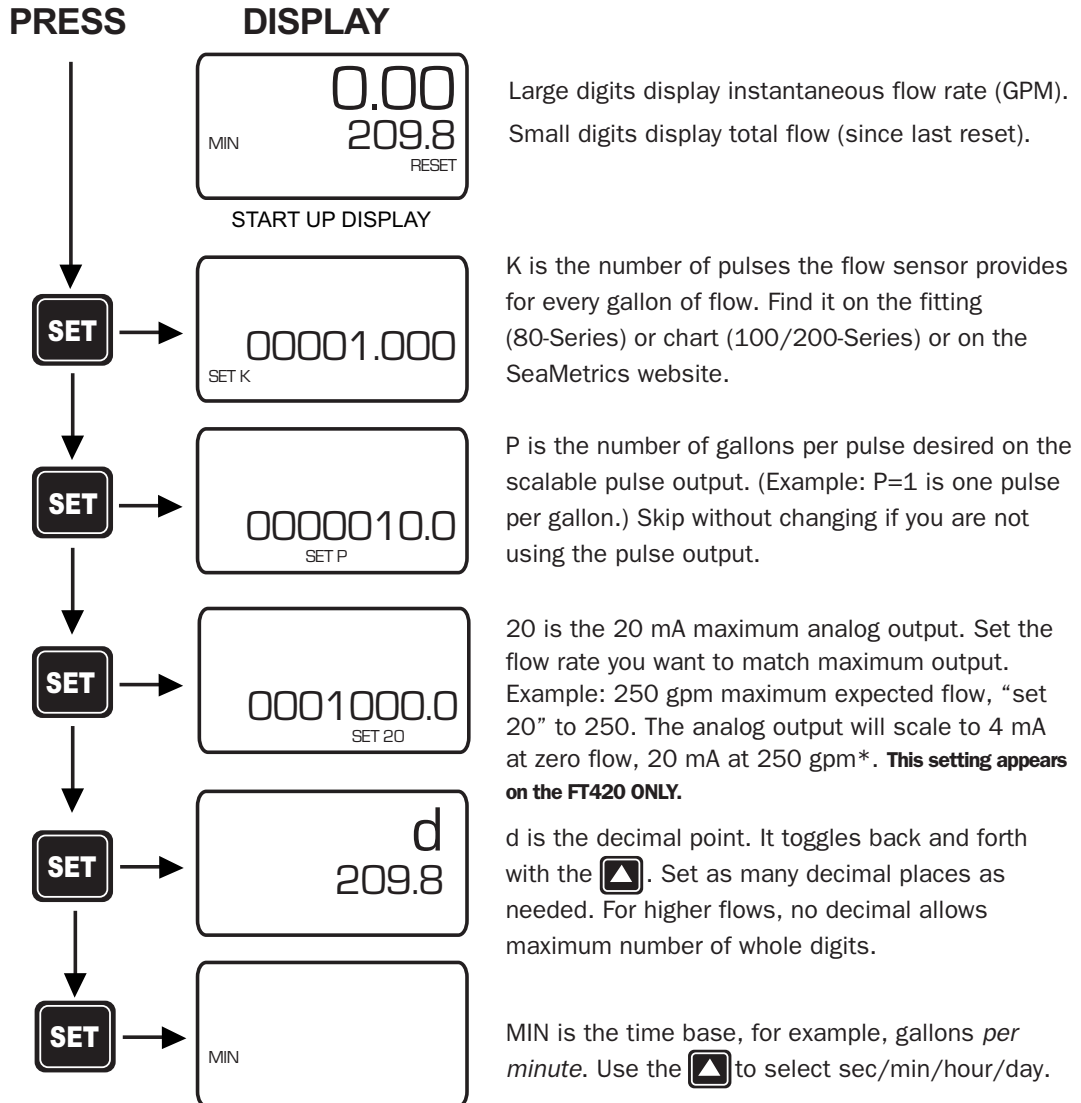 PRESS DISPLAY
0.00
MIN 209.8
RESET
START UP DISPLAY
Large digits display instantaneous flow rate (GPM).
Small digits display total flow (since last reset).
SET
00001.000
SET K
K is the number of pulses the flow sensor provides
for every gallon of flow. Find it on the fitting
(80-Series) or chart (100/200-Series) or on the
SeaMetrics website.
SET
0000010.0
SET P
P is the number of gallons per pulse desired on the
scalable pulse output. (Example: P=1 is one pulse
per gallon.) Skip without changing if you are not
using the pulse output.
SET
0001000.0
SET 20
20 is the 20 mA maximum analog output. Set the
flow rate you want to match maximum output.
Example: 250 gpm maximum expected flow, “set
20” to 250. The analog output will scale to 4 mA
at zero flow, 20 mA at 250 gpm*. This setting appears
on the FT420 ONLY.
SET
d
209.8
d is the decimal point. It toggles back and forth
with the . Set as many decimal places as
needed. For higher flows, no decimal allows
maximum number of whole digits.
SET
MIN
MIN is the time base, for example, gallons per
minute. Use the to select sec/min/hour/day.